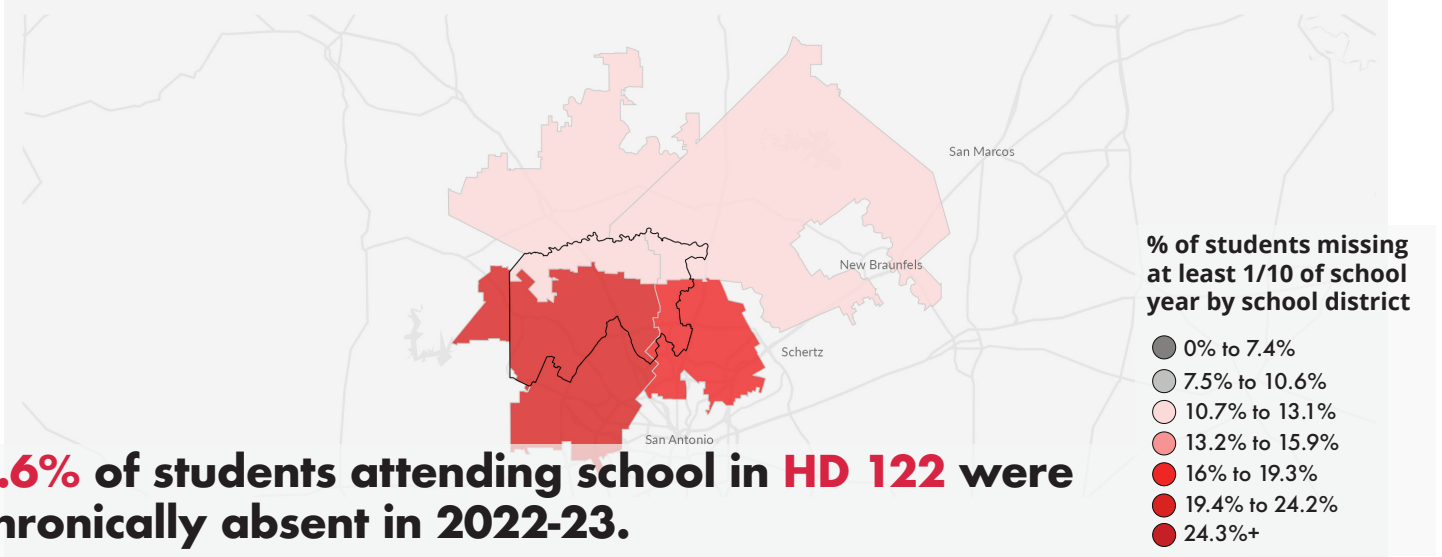 San Marcos
New Braunfels
Schertz
San Antonio
% of students missing
at least 1/10 of school
year by school district
0% to 7.4%
7.5% to 10.6%
10.7% to 13.1%
13.2% to 15.9%
16% to 19.3%
19.4% to 24.2%
24.3%+
.6% of students attending school in HD 122 were
hronically absent in 2022-23.